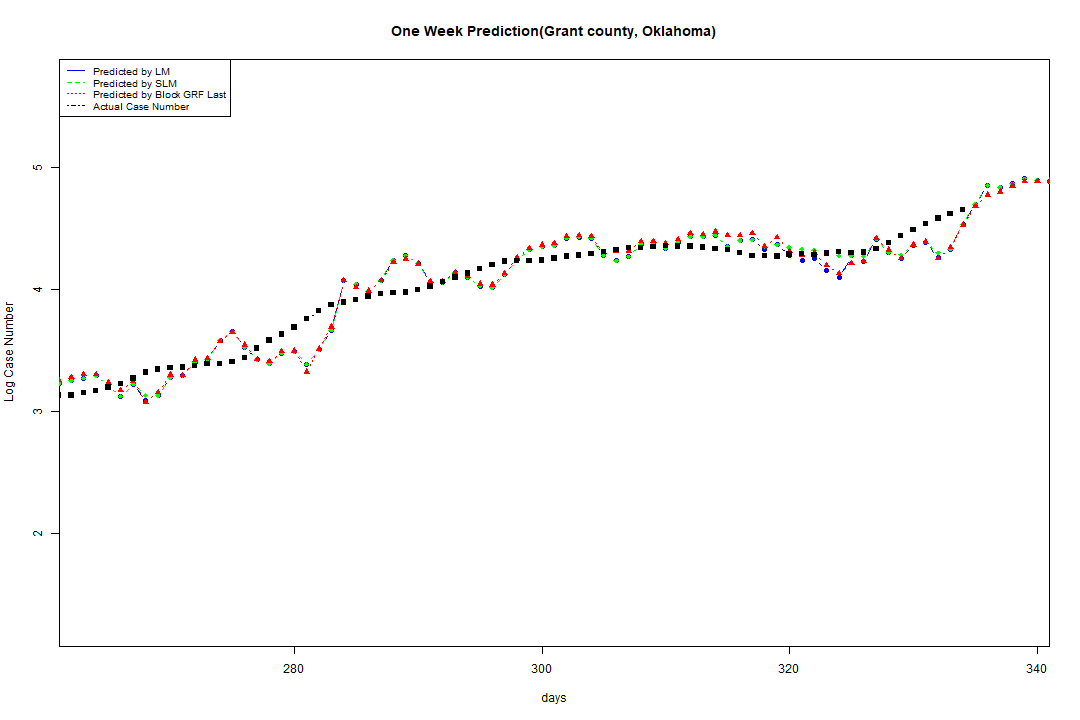 One Week Prediction(Grant county, Oklahoma)
Predicted by LM
Predicted by SLM
Predicted by Block GRF Last
Actual Case Number
5
4
3
2
Log Case Number
280 300 320 340
days